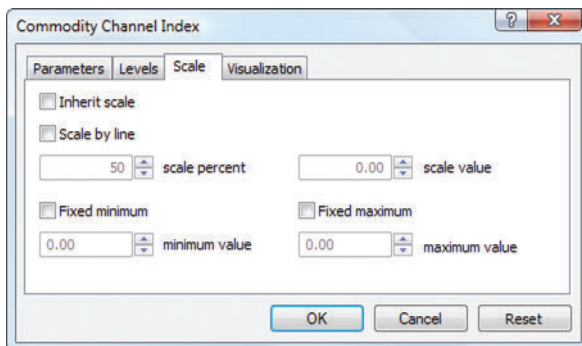 Commodity Channel Index
Parameters Levels Scale Visualization
Inherit scale
Scale by line
50 scale percent 0.00 scale value
Fixed minimum Fixed maximum
0.00 minimum value 0.00 maximum value
OK Cancel Reset